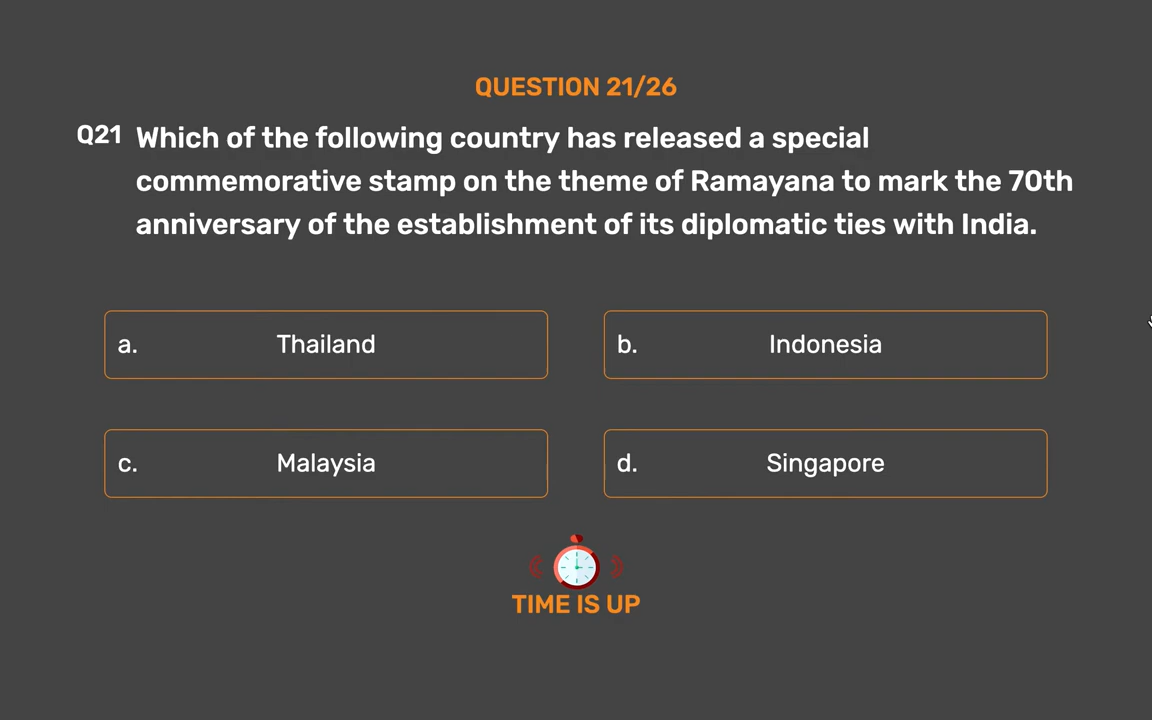 QUESTION 21/26
Q21 Which of the following country has released a special
commemorative stamp on the theme of Ramayana to mark the 70th
anniversary of the establishment of its diplomatic ties with India.
a. Thailand
b. Indonesia
c. Malaysia
d. Singapore
TIME IS UP